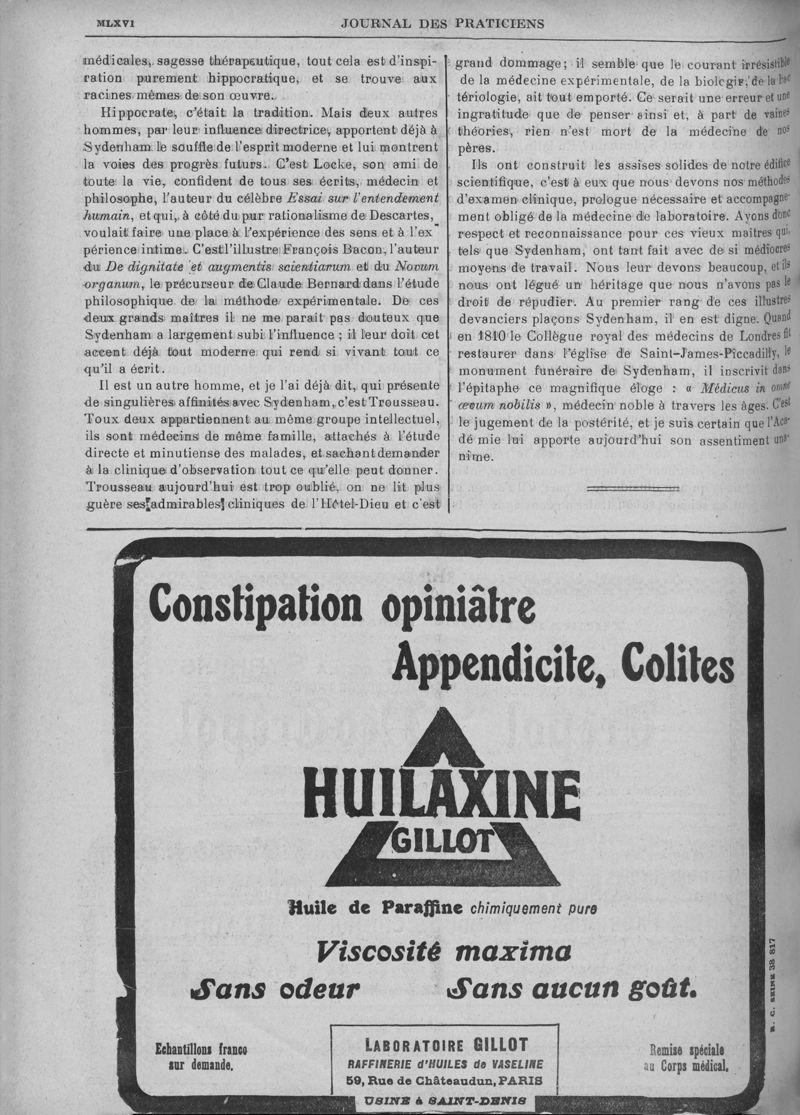 MLXVI
JOURNAL DES PRATICIENS
médicales, sagesse thérapeutique, tout cela est d'inspi-
ration purement hippocratique, et se trouve aux
racines mêmes de son œuvre.
Hippocrate, c'était la tradition. Mais deux autres
hommes, par leur influence directrice, apportent déjà à
Sydenham le souffle de l'esprit moderne et lui montrent
la voies des progrès futurs. C'est Locke, son ami de
toute la vie, confident de tous ses écrits, médecin et
philosophe, l'auteur du célèbre Essai sur l'entendement
humain, et qui, à côté du pur rationalisme de Descartes,
voulait faire une place à l'expérience des sens et à l'ex-
périence intime. C'est l'illustre François Bacon, l'auteur
du De dignitate et augmentis scientiarum et du Novum
organum, le précurseur de Claude Bernard dans l'étude
philosophique de la méthode expérimentale. De ces
deux grands maîtres il ne me parait pas douteux que
Sydenham a largement subi l'influence ; il leur doit cet
accent déjà tout moderne qui rend si vivant tout ce
qu'il a écrit.
Il est un autre homme, et je l'ai déjà dit, qui présente
de singulières affinités avec Sydenham, c'est Trousseau.
Toux deux appartiennent au même groupe intellectuel,
ils sont médecins de même famille, attachés à l'étude
directe et minutiense des malades, et sachant demander
à la clinique d'observation tout ce qu'elle peut donner.
Trousseau aujourd'hui est trop oublié, on ne lit plus
guère ses admirables cliniques de l'Hôtel-Dieu et c'est
grand dommage; il semble que le courant irrésistible
de la médecine expérimentale, de la biologie, de la bac
tériologie, ait tout emporté. Ce serait une erreur et une
ingratitude que de penser ainsi et, à part de vaines
théories, rien n'est mort de la médecine de nos
pères.
Ils ont construit les assises solides de notre édifice
scientifique, c'est à eux que nous devons nos méthodes
d'examen clinique, prologue nécessaire et accompagne-
ment obligé de la médecine de laboratoire. Ayons donc
respect et reconnaissance pour ces vieux maitres qui,
tels que Sydenham, ont tant fait avec de si médiocres
moyens de travail. Nous leur devons beaucoup, et ils
nous ont légué un héritage que nous n'avons pas le
droit de répudier. Au premier rang de ces illustres
devanciers plaçons Sydenham, il en est digne. Quand
en 1810 le Collègue royal des médecins de Londres fit
restaurer dans l'église de Saint-James-Piccadilly, le
monument funéraire de Sydenham, il inscrivit dans
l'épitaphe ce magnifique éloge : « Médicus in omne
œvum nobilis », médecin noble à travers les âges. C'est
le jugement de la postérité, et je suis certain que l'Aca-
dé mie lui apporte aujourd'hui son assentiment una-
nime.
Constipation opiniâtre
Appendicite, Colites
HUILAXINE
GILLOT
Huile de Paraffine chimiquement pure
Viscosité maxima
Sans odeur Sans aucun goût.
Echantillons franco
sur demande.
LABORATOIRE GILLOT
RAFFINERIE d'HUILES de VASELINE
59, Rue de Châteaudun, PARIS
USINE à SAINT-DENIS
Remise spéciale
au Corps médical.
R. C. SEINE 38 817